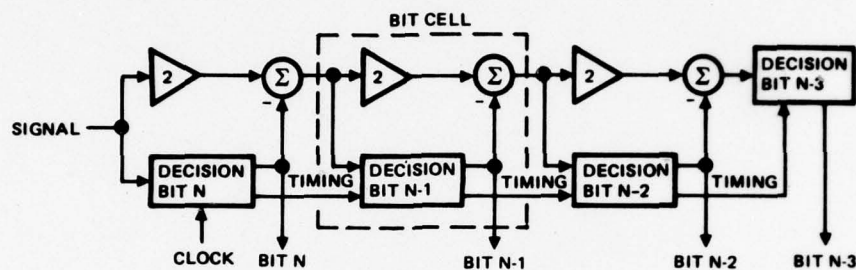 BIT CELL
2
Σ
2
Σ
2
Σ
DECISION
BIT N-3
-
-
-
SIGNAL
DECISION
BIT N
TIMING
DECISION
BIT N-1
TIMING
DECISION
BIT N-2
TIMING
CLOCK
BIT N
BIT N-1
BIT N-2
BIT N-3